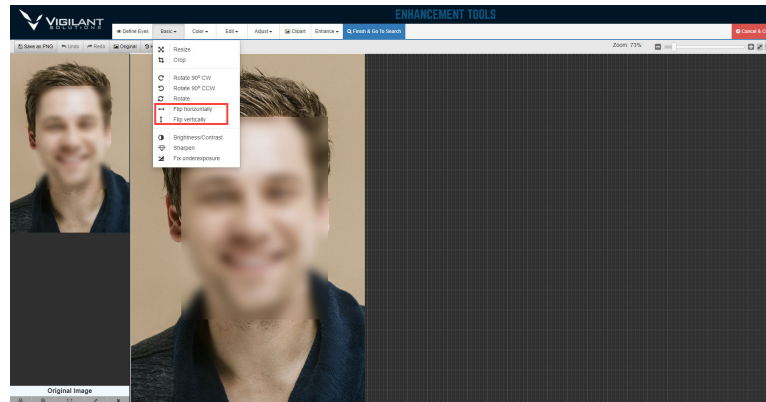 ENHANCEMENT TOOLS
VIGILANT
SOLUTIONS
Define Eyes Basic Color Edit Adjust Clipart Enhance Finish & Go To Search Cancel & C
Save as PNG Undo Redo Original Zoom: 73%
Resize
Crop
Rotate 90º CW
Rotate 90º CCW
Rotate
Flip horizontally
Flip vertically
Brightness/Contrast
Sharpen
Fix underexposure
Original Image